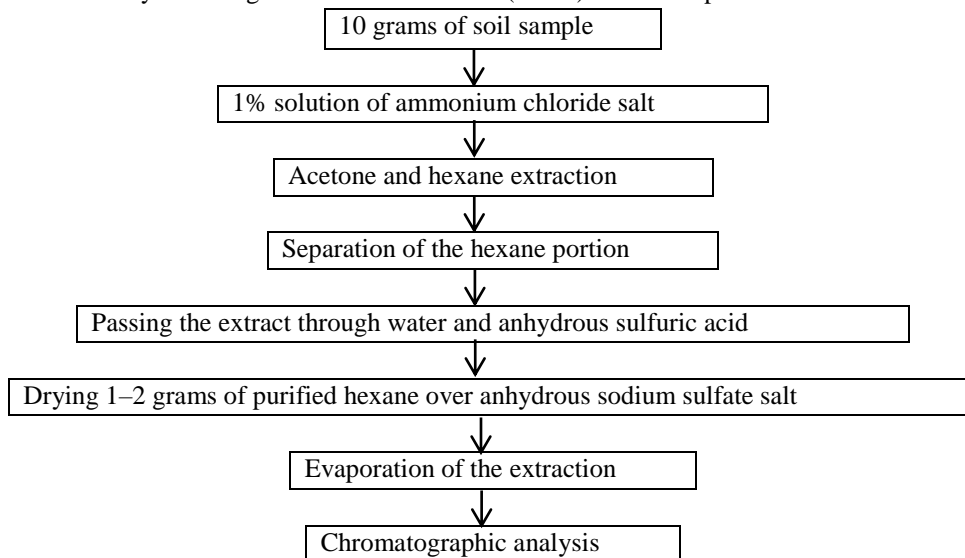 10 grams of soil sample
1% solution of ammonium chloride salt
Acetone and hexane extraction
Separation of the hexane portion
Passing the extract through water and anhydrous sulfuric acid
Drying 1–2 grams of purified hexane over anhydrous sodium sulfate salt
Evaporation of the extraction
Chromatographic analysis